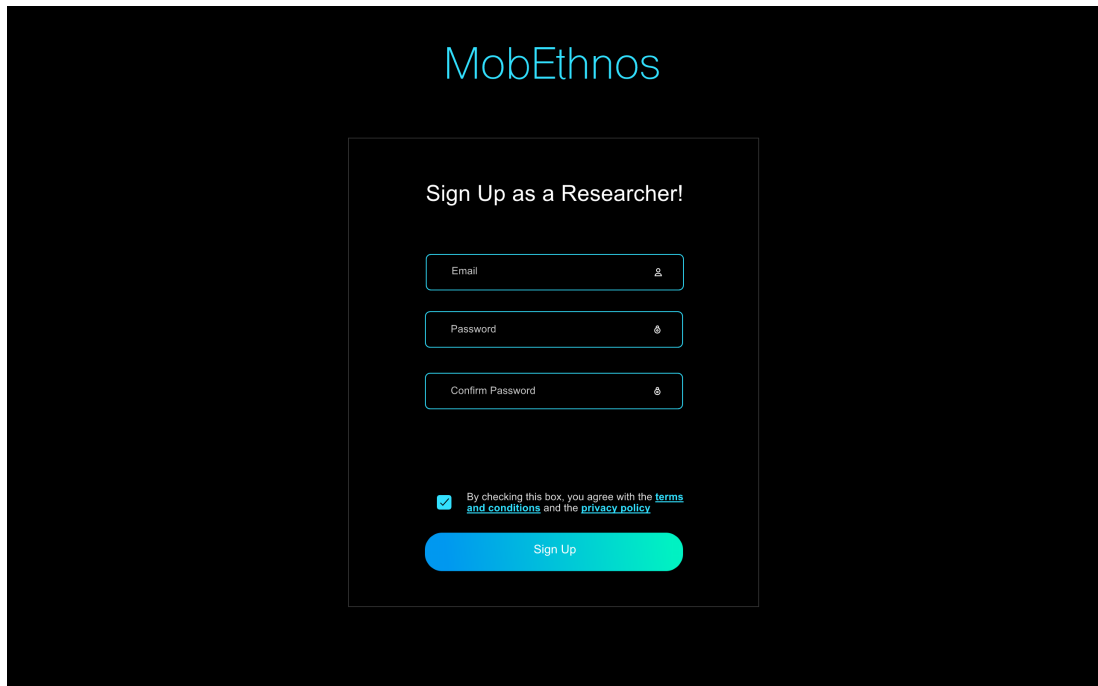 MobEthnos
Sign Up as a Researcher!
Email
Password
Confirm Password
By checking this box, you agree with the terms
and conditions and the privacy policy
Sign Up